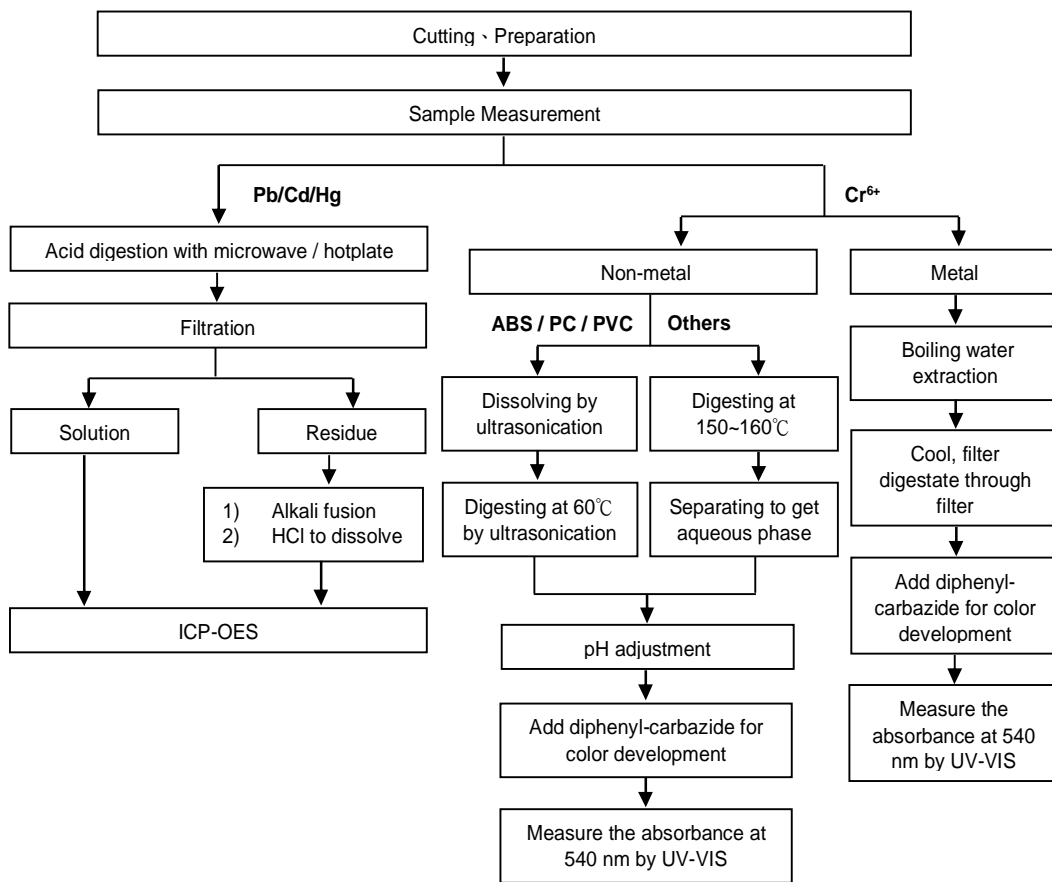 Cutting、Preparation
Sample Measurement
Pb/Cd/Hg
Cr⁶⁺
Acid digestion with microwave / hotplate
Non-metal
Metal
Filtration
ABS / PC / PVC
Others
Boiling water
extraction
Solution
Residue
Dissolving by
ultrasonication
Digesting at
150~160℃
Cool, filter
digestate through
filter
1) Alkali fusion
2) HCl to dissolve
Digesting at 60℃
by ultrasonication
Separating to get
aqueous phase
Add diphenyl-
carbazide for color
development
ICP-OES
pH adjustment
Measure the
absorbance at 540
nm by UV-VIS
Add diphenyl-carbazide for
color development
Measure the absorbance at
540 nm by UV-VIS